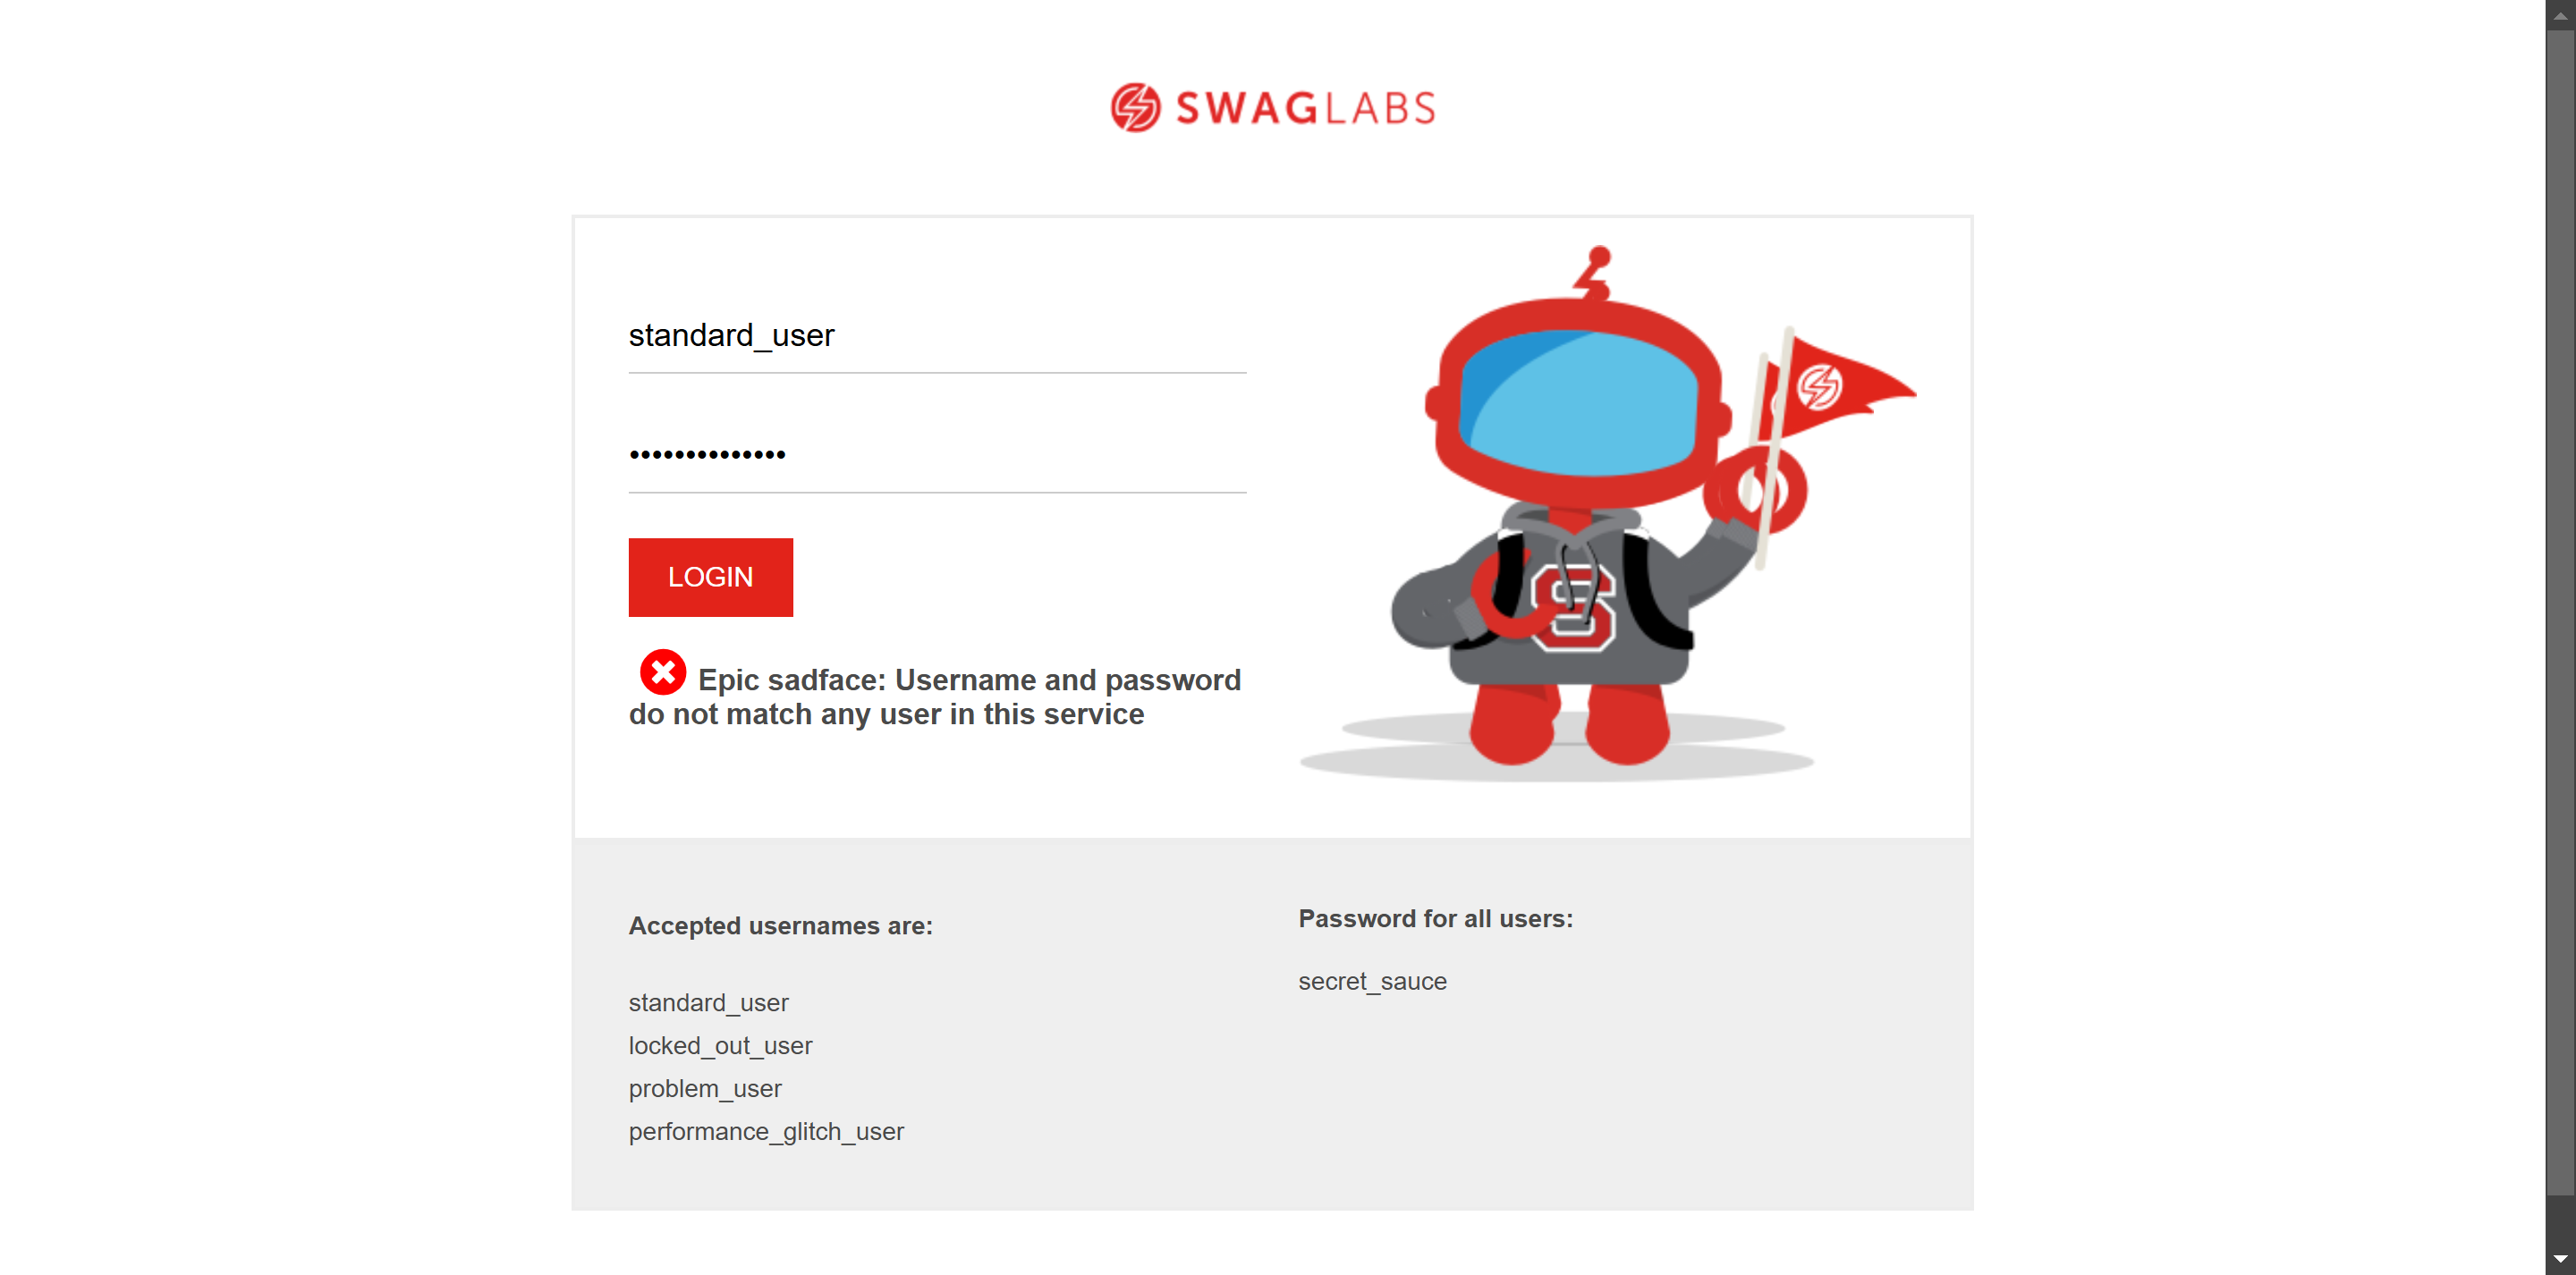 SWAGLABS
standard_user
••••••••••••••
LOGIN
Epic sadface: Username and password
do not match any user in this service
S
Accepted usernames are:
standard_user
locked_out_user
problem_user
performance_glitch_user
Password for all users:
secret_sauce